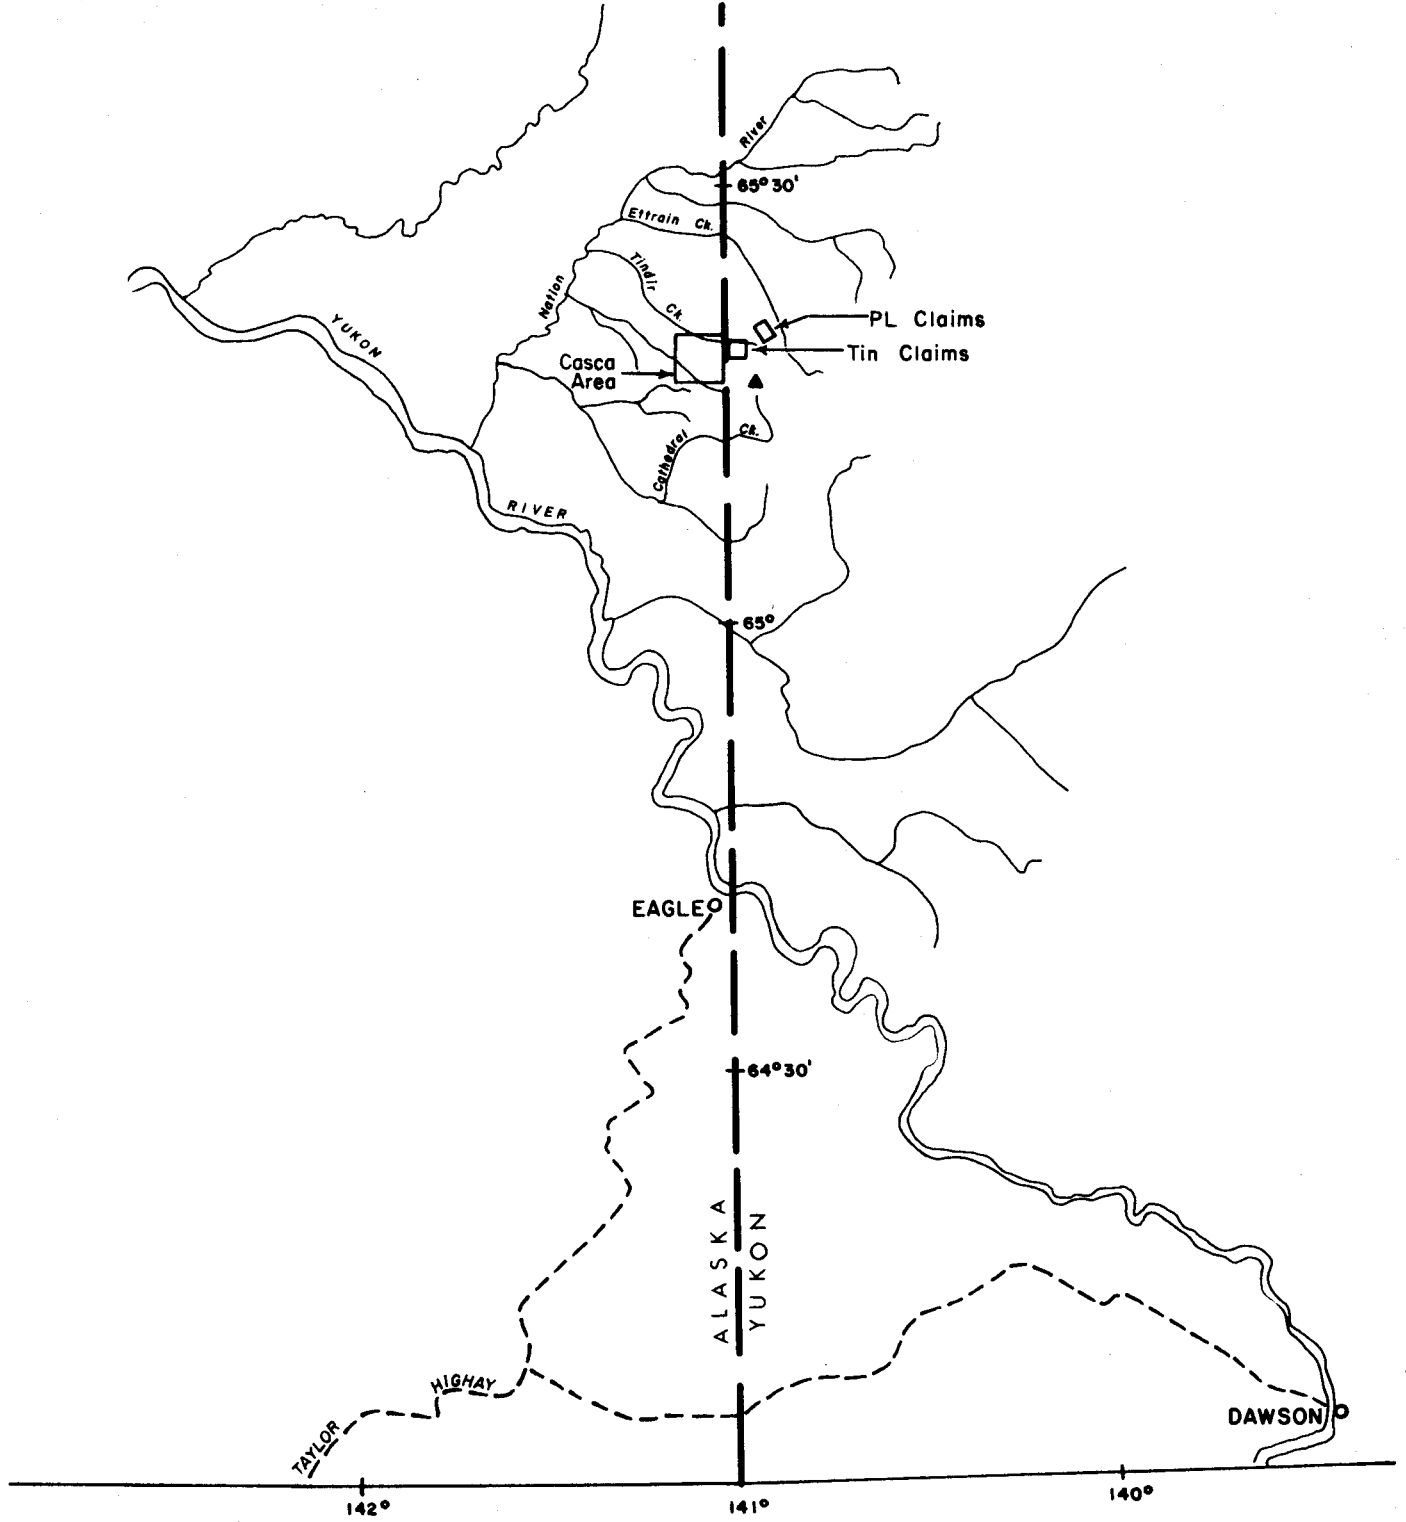 River
65° 30'
Ettrain Ck.
Tindir Ck.
Nation
PL Claims
YUKON
Tin Claims
Casca
Area
Ck.
Cathedral
RIVER
65°
EAGLE
64° 30'
ALASKA
YUKON
HIGHAY
DAWSON
TAYLOR
142°
141°
140°